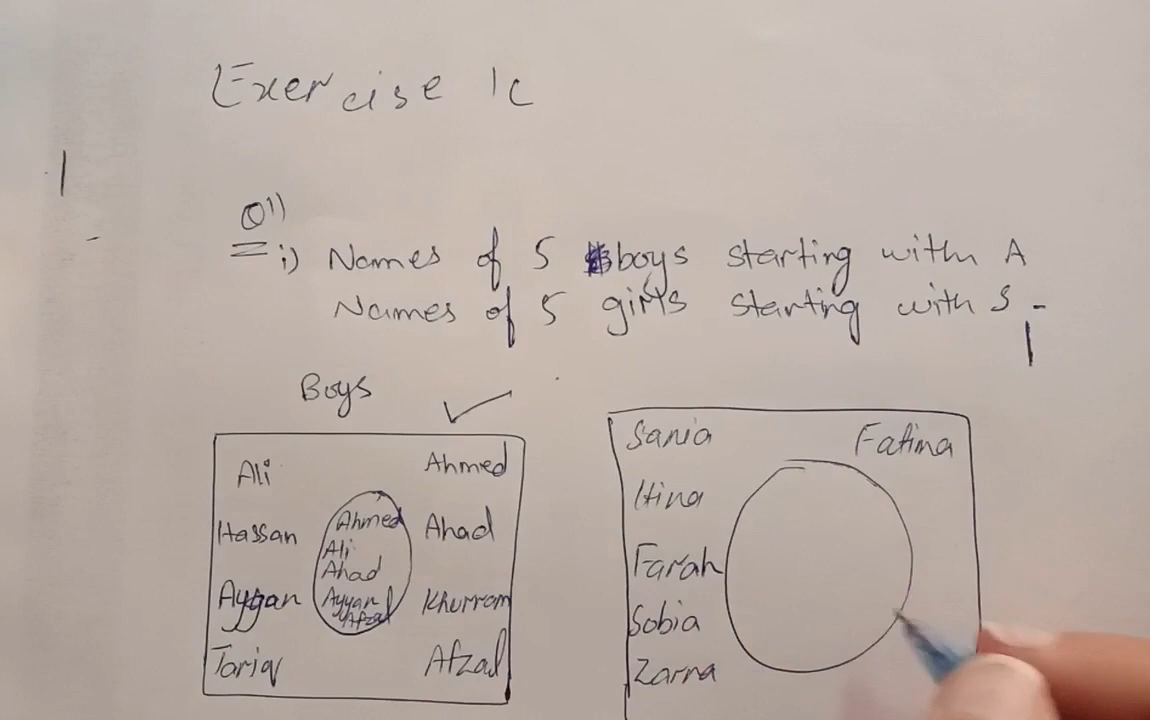 Exercise 1c
Q1)
i) Names of 5 boys starting with A
Names of 5 girls starting with S -
Boys
Ali
Ahmed
Hassan
Ahad
Ayyan
Khurram
Tariq
Afzal
Ahmed
Ali
Ahad
Ayyan
Afzal
Sania
Fatima
Hina
Farah
Sobia
Zarna